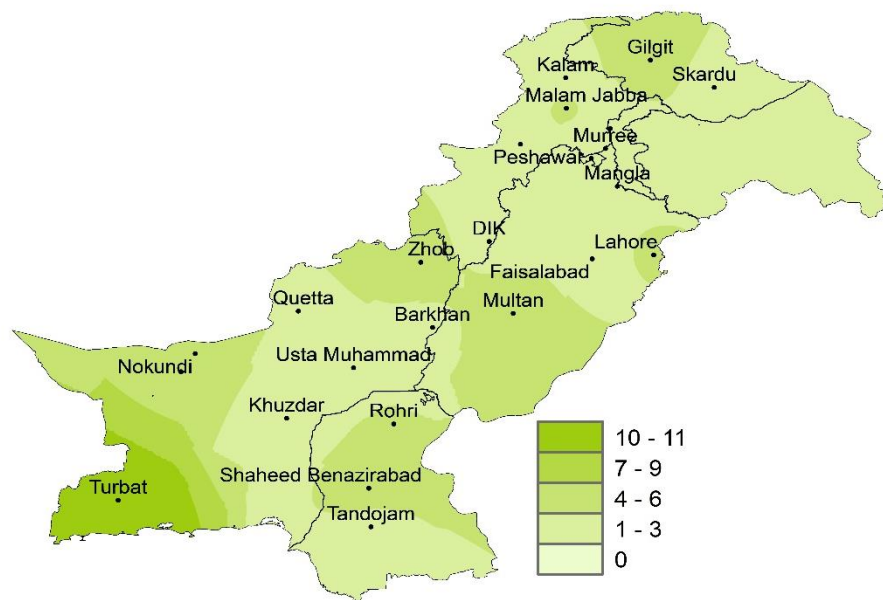 Gilgit
Kalam
Skardu
Malam Jabba
Murree
Peshawar
Mangla
DIK
Lahore
Zhob
Faisalabad
Quetta
Multan
Barkhan
Usta Muhammad
Nokundi
Khuzdar
Rohri
10 - 11
7 - 9
Shaheed Benazirabad
Turbat
4 - 6
Tandojam
1 - 3
0